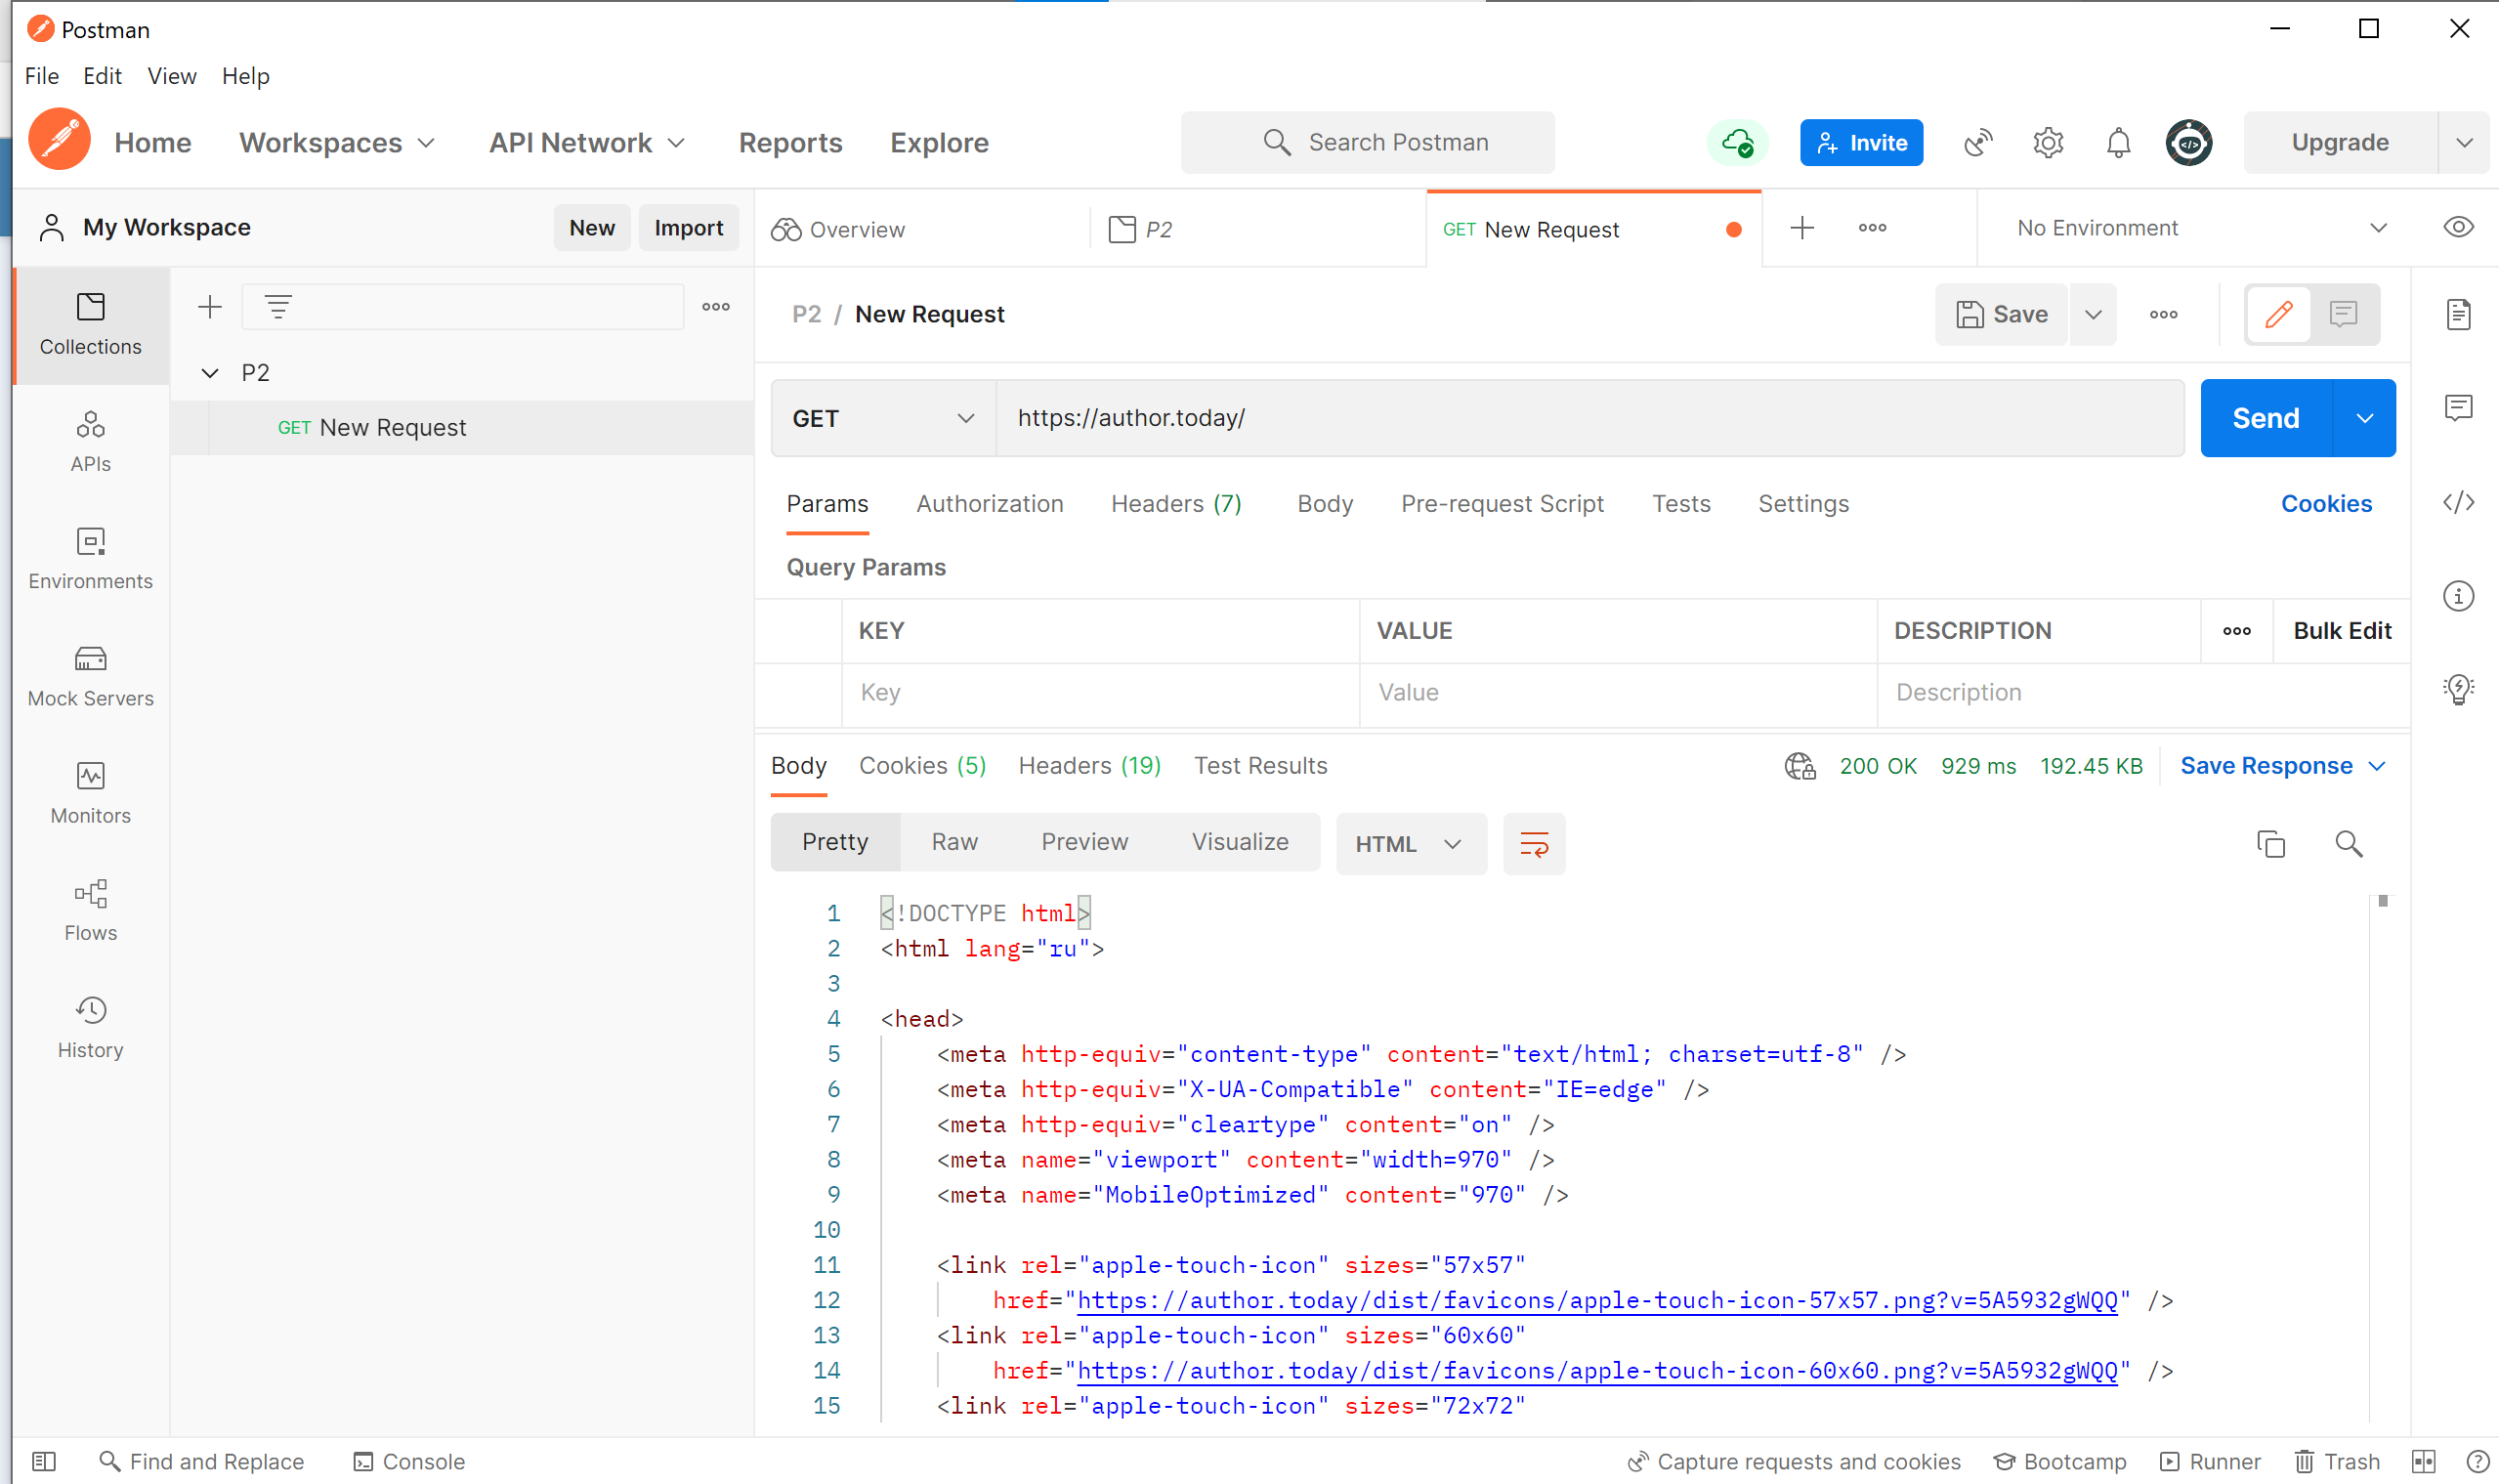 Postman
File Edit View Help
Home Workspaces API Network Reports Explore Search Postman Invite Upgrade
My Workspace New Import Overview P2 GET New Request No Environment
Collections
P2
GET New Request
APIs
Environments
Mock Servers
Monitors
Flows
History
P2 / New Request Save
GET https://author.today/ Send
Params Authorization Headers (7) Body Pre-request Script Tests Settings Cookies
Query Params
KEY VALUE DESCRIPTION Bulk Edit
Key Value Description
Body Cookies (5) Headers (19) Test Results 200 OK 929 ms 192.45 KB Save Response
Pretty Raw Preview Visualize HTML
1 <!DOCTYPE html>
2 <html lang="ru">
3
4 <head>
5 <meta http-equiv="content-type" content="text/html; charset=utf-8" />
6 <meta http-equiv="X-UA-Compatible" content="IE=edge" />
7 <meta http-equiv="cleartype" content="on" />
8 <meta name="viewport" content="width=970" />
9 <meta name="MobileOptimized" content="970" />
10
11 <link rel="apple-touch-icon" sizes="57x57"
12 href="https://author.today/dist/favicons/apple-touch-icon-57x57.png?v=5A5932gWQQ" />
13 <link rel="apple-touch-icon" sizes="60x60"
14 href="https://author.today/dist/favicons/apple-touch-icon-60x60.png?v=5A5932gWQQ" />
15 <link rel="apple-touch-icon" sizes="72x72"
Find and Replace Console Capture requests and cookies Bootcamp Runner Trash